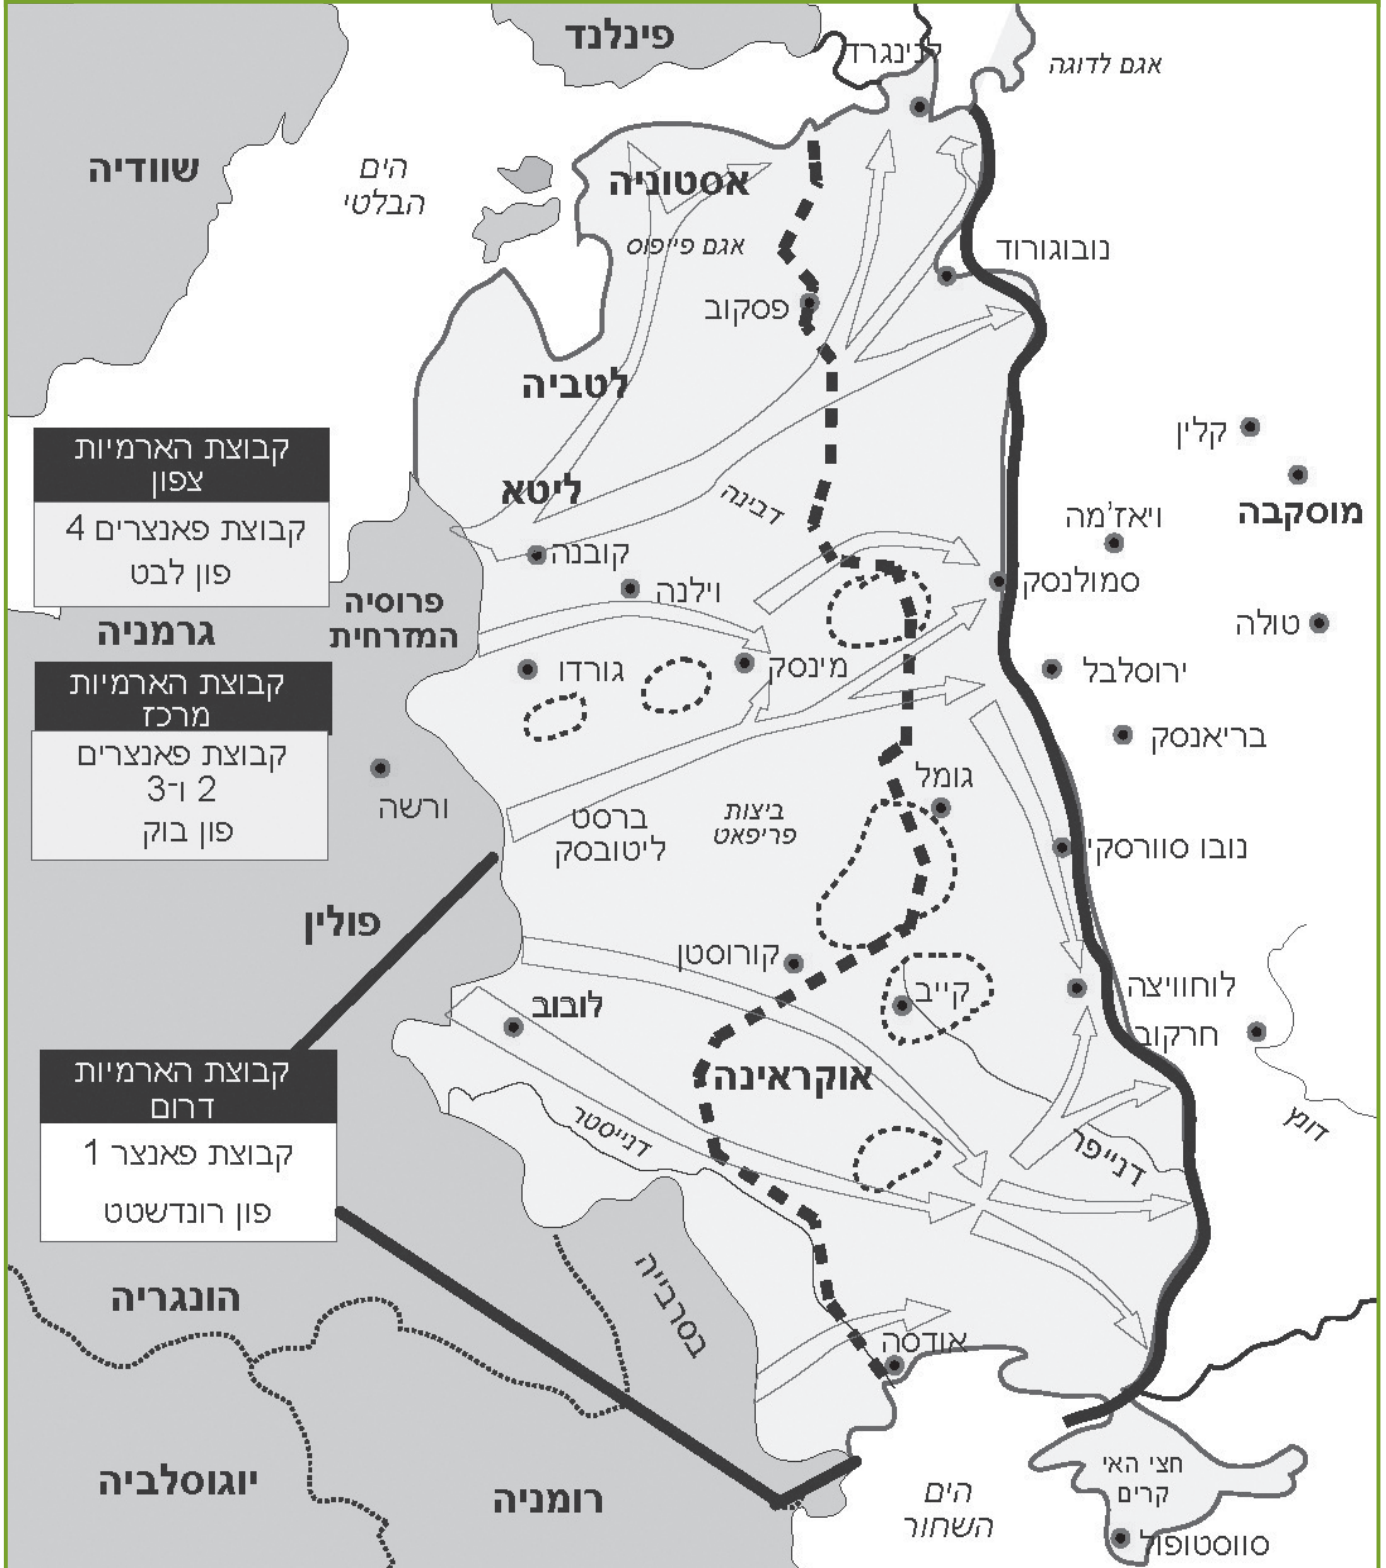 פינלנד
לנינגרד
אגם לדוגה
שוודיה
הים
הבלטי
אסטוניה
אגם פייפוס
נובוגורוד
פסקוב
לטביה
קלין
מוסקבה
קבוצת הארמיות
צפון
קבוצת פאנצרים 4
פון לבט
ליטא
דבינה
ויאז'מה
קובנה
סמולנסק
וילנה
פרוסיה
המזרחית
גרמניה
טולה
מינסק
גורדו
ירוסלבל
קבוצת הארמיות
מרכז
קבוצת פאנצרים
2 ו-3
פון בוק
בריאנסק
גומל
ורשה
ברסט
ליטובסק
ביצות
פריפאט
נובו סוורסקי
פולין
קורוסטן
קייב
לוחוויצה
לובוב
חרקוב
אוקראינה
קבוצת הארמיות
דרום
קבוצת פאנצר 1
פון רונדשטט
דנייסטר
דנייפר
דונץ
הונגריה
בסרבייה
אודסה
יוגוסלביה
רומניה
הים
השחור
חצי האי
קרים
סווסטופול